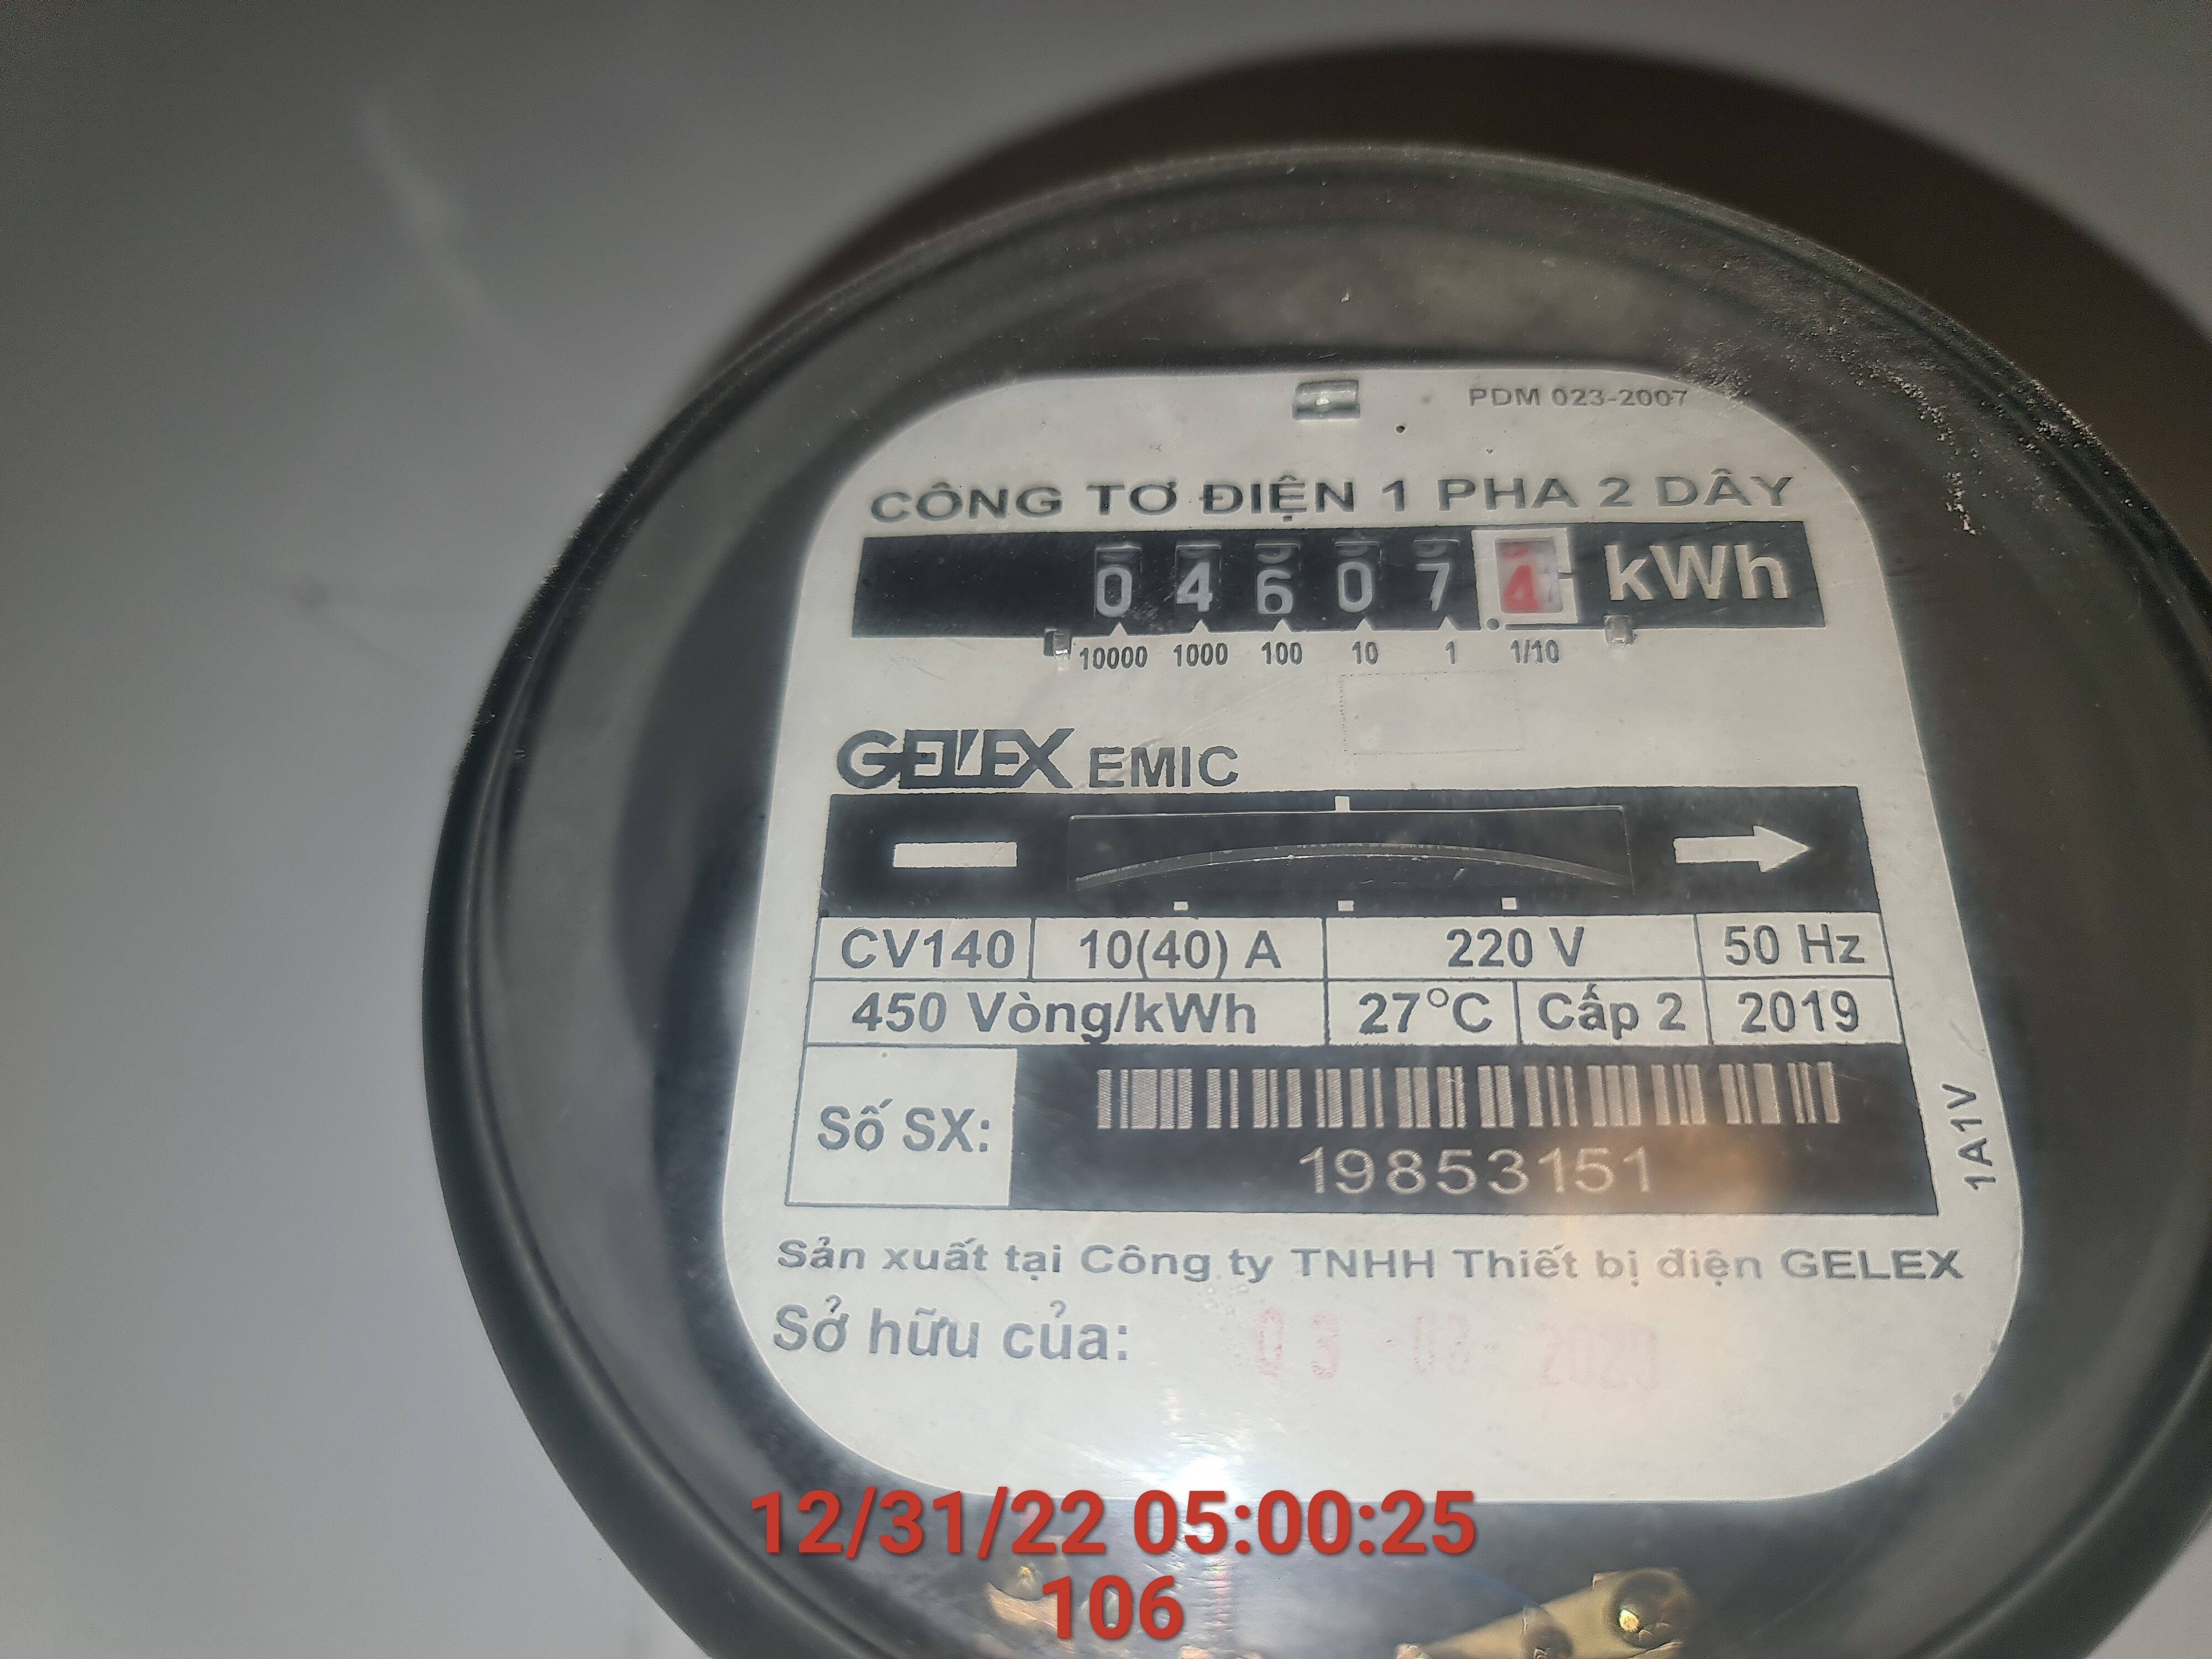 PDM 023-2007
CÔNG TƠ ĐIỆN 1 PHA 2 DÂY
0 4 6 0 7 4 kWh
10000 1000 100 10 1 1/10
GELEX EMIC
CV140 10(40) A 220 V 50 Hz
450 Vòng/kWh 27°C Cấp 2 2019
Số SX:
19853151
1A1V
Sản xuất tại Công ty TNHH Thiết bị điện GELEX
Sở hữu của:
12/31/22 05:00:25
106